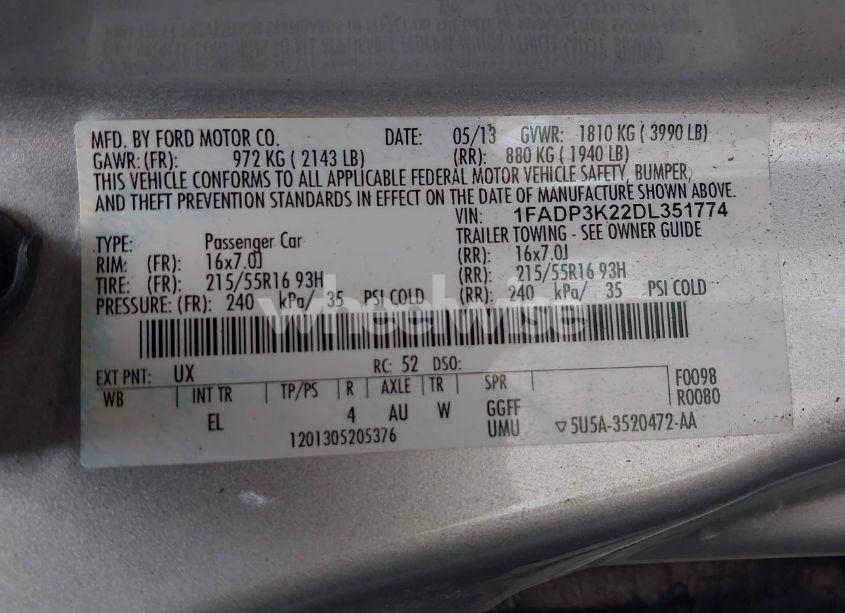 MFD. BY FORD MOTOR CO. DATE: 05/13 GVWR: 1810 KG ( 3990 LB)
GAWR: (FR): 972 KG ( 2143 LB) (RR): 880 KG ( 1940 LB)
THIS VEHICLE CONFORMS TO ALL APPLICABLE FEDERAL MOTOR VEHICLE SAFETY, BUMPER,
AND THEFT PREVENTION STANDARDS IN EFFECT ON THE DATE OF MANUFACTURE SHOWN ABOVE.
VIN: 1FADP3K22DL351774
TYPE: Passenger Car TRAILER TOWING - SEE OWNER GUIDE
RIM: (FR): 16x7.0J (RR): 16x7.0J
TIRE: (FR): 215/55R16 93H (RR): 215/55R16 93H
PRESSURE: (FR): 240 kPa/ 35 PSI COLD (RR): 240 kPa/ 35 PSI COLD
wheelwise
EXT PNT: UX RC: 52 DSO:
WB INT TR TP/PS R AXLE TR SPR F0098
R0080
EL 4 AU W GGFF
UMU ▽5U5A-3520472-AA
1201305205376